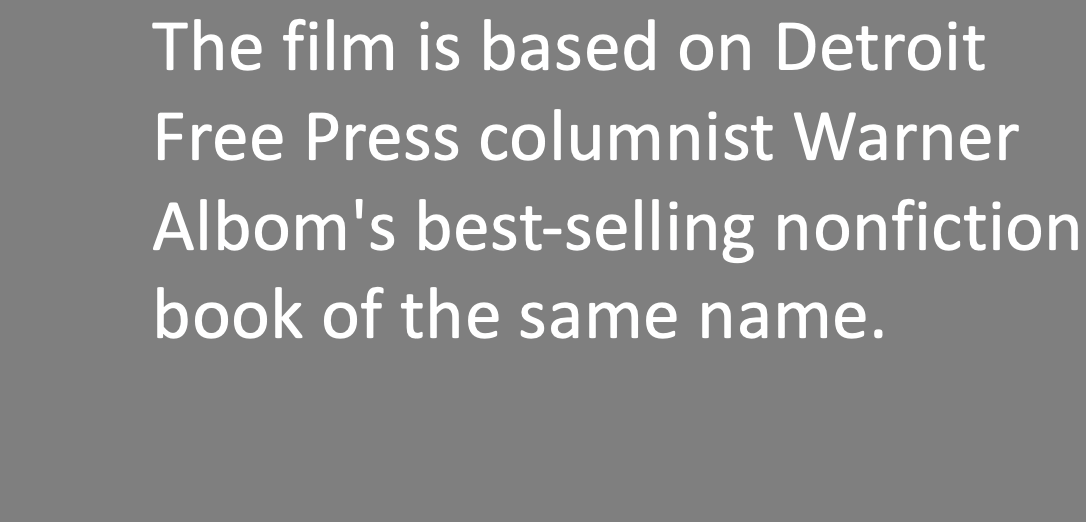 The film is based on Detroit
Free Press columnist Warner
Albom's best-selling nonfiction
book of the same name.